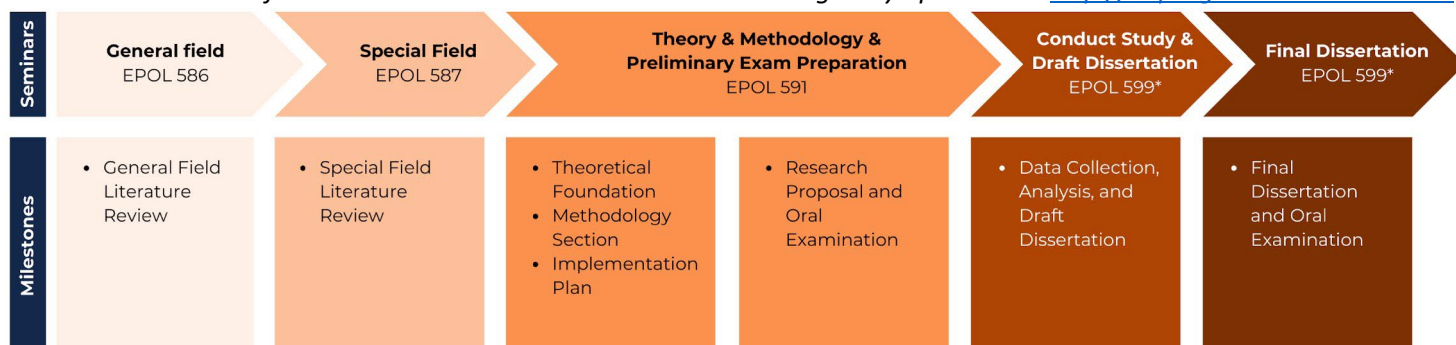 Seminars
General field
EPOL 586
Special Field
EPOL 587
Theory & Methodology &
Preliminary Exam Preparation
EPOL 591
Conduct Study &
Draft Dissertation
EPOL 599*
Final Dissertation
EPOL 599*
Milestones
• General Field
Literature
Review
• Special Field
Literature
Review
• Theoretical
Foundation
• Methodology
Section
• Implementation
Plan
• Research
Proposal and
Oral
Examination
• Data Collection,
Analysis, and
Draft
Dissertation
• Final
Dissertation
and Oral
Examination